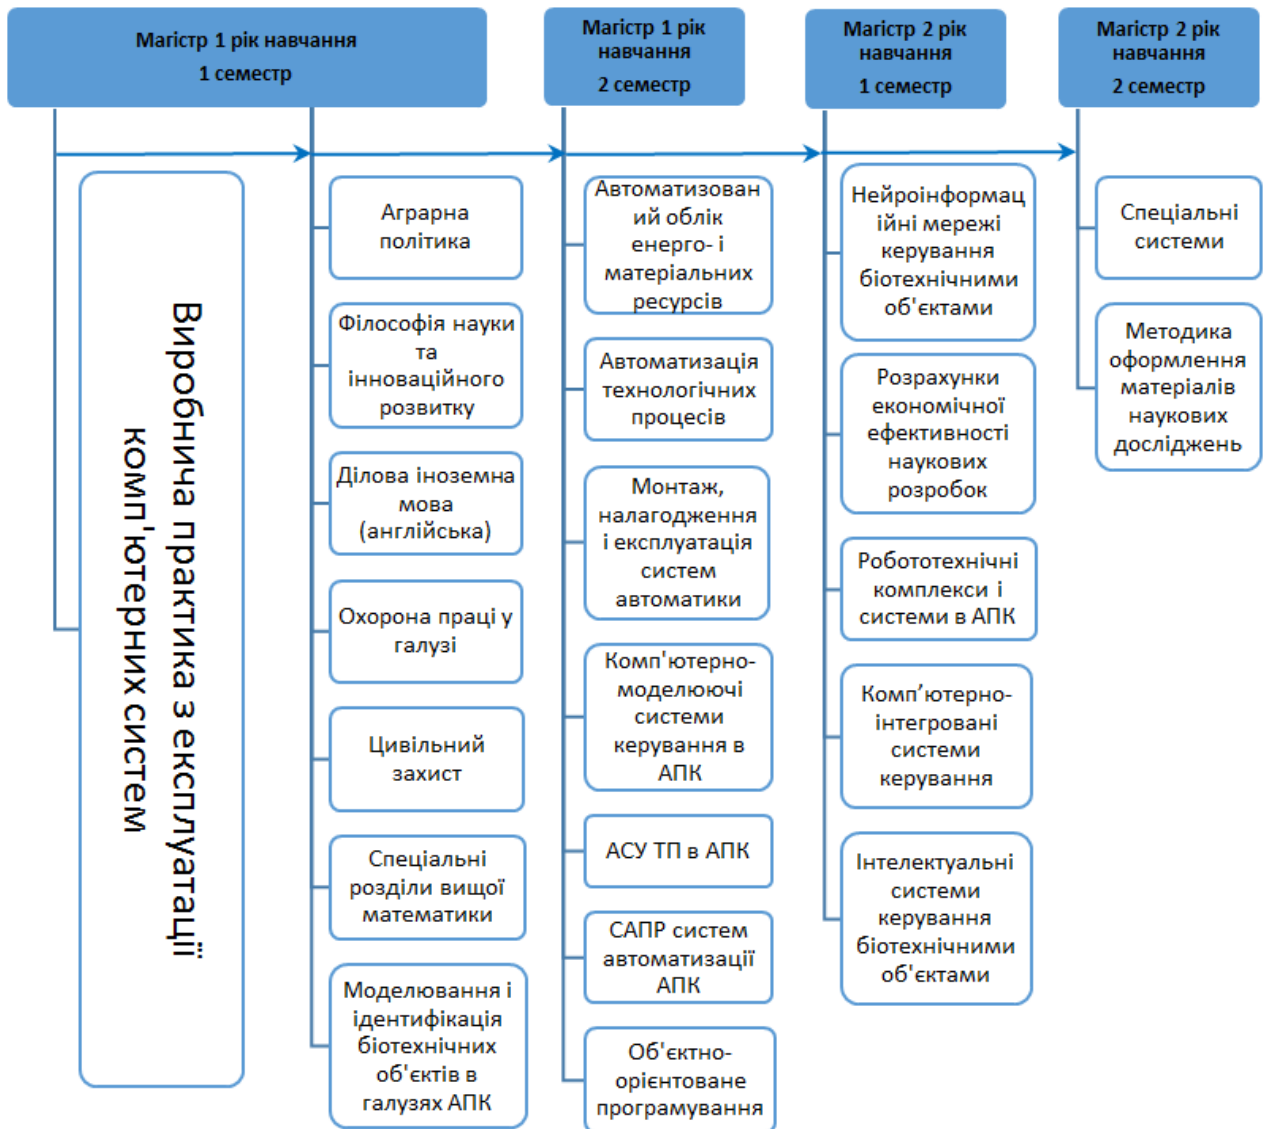 Магістр 1 рік навчання
1 семестр
Виробнича практика з експлуатації
комп'ютерних систем
Аграрна
політика
Філософія науки
та
інноваційного
розвитку
Ділова іноземна
мова
(англійська)
Охорона праці у
галузі
Цивільний
захист
Спеціальні
розділи вищої
математики
Моделювання і
ідентифікація
біотехнічних
об'єктів в
галузях АПК
Магістр 1 рік
навчання
2 семестр
Автоматизован
ий облік
енерго- і
матеріальних
ресурсів
Автоматизація
технологічних
процесів
Монтаж,
налагодження
і експлуатація
систем
автоматики
Комп'ютерно-
моделюючі
системи
керування в
АПК
АСУ ТП в АПК
САПР систем
автоматизації
АПК
Об'єктно-
орієнтоване
програмування
Магістр 2 рік
навчання
1 семестр
Нейроінформац
ійні мережі
керування
біотехнічними
об'єктами
Розрахунки
економічної
ефективності
наукових
розробок
Робототехнічні
комплекси і
системи в АПК
Комп’ютерно-
інтегровані
системи
керування
Інтелектуальні
системи
керування
біотехнічними
об'єктами
Магістр 2 рік
навчання
2 семестр
Спеціальні
системи
Методика
оформлення
матеріалів
наукових
досліджень